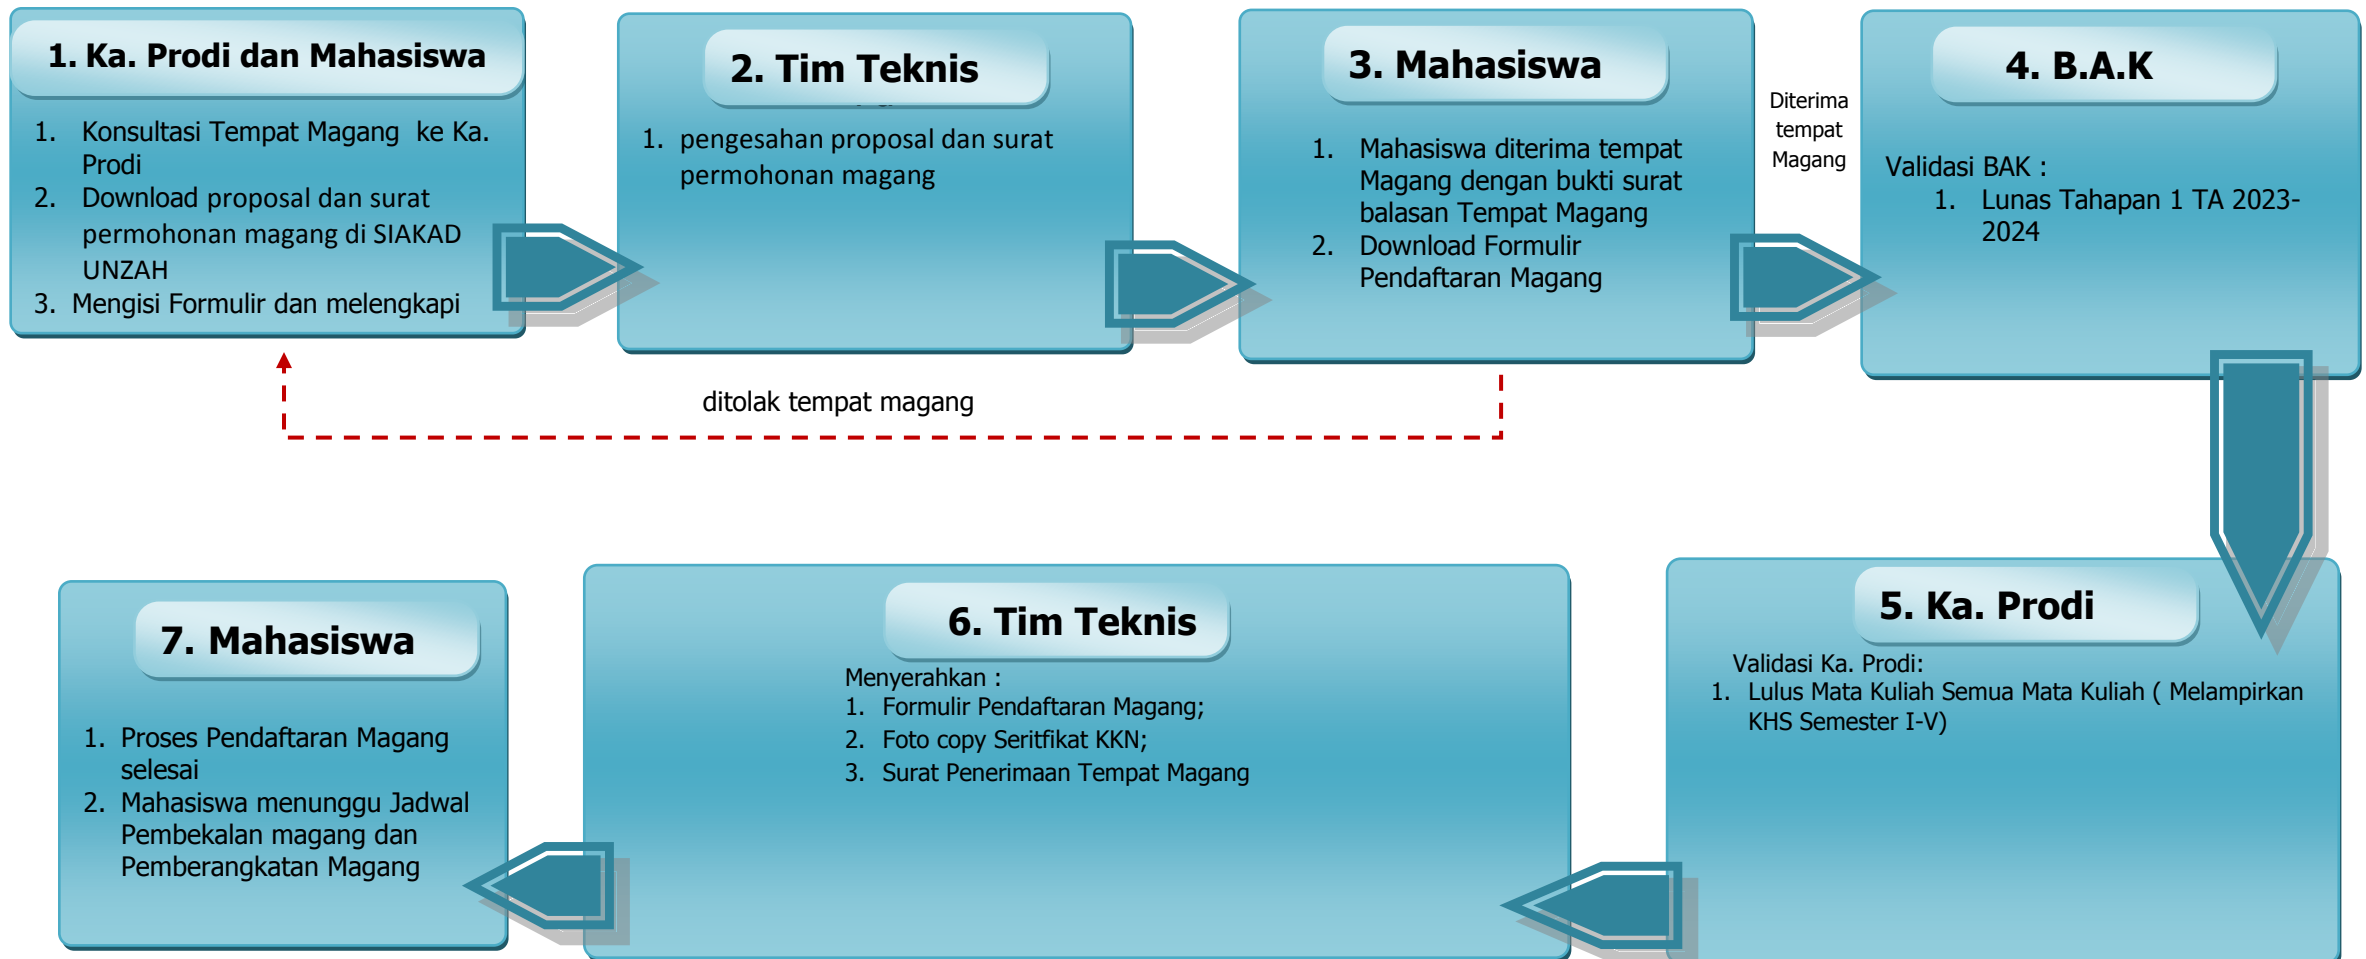 1. Ka. Prodi dan Mahasiswa
1. Konsultasi Tempat Magang ke Ka.
Prodi
2. Download proposal dan surat
permohonan magang di SIAKAD
UNZAH
3. Mengisi Formulir dan melengkapi
2. Tim Teknis
1. pengesahan proposal dan surat
permohonan magang
3. Mahasiswa
1. Mahasiswa diterima tempat
Magang dengan bukti surat
balasan Tempat Magang
2. Download Formulir
Pendaftaran Magang
Diterima
tempat
Magang
4. B.A.K
Validasi BAK :
1. Lunas Tahapan 1 TA 2023-
2024
ditolak tempat magang
5. Ka. Prodi
Validasi Ka. Prodi:
1. Lulus Mata Kuliah Semua Mata Kuliah ( Melampirkan
KHS Semester I-V)
6. Tim Teknis
Menyerahkan :
1. Formulir Pendaftaran Magang;
2. Foto copy Seritfikat KKN;
3. Surat Penerimaan Tempat Magang
7. Mahasiswa
1. Proses Pendaftaran Magang
selesai
2. Mahasiswa menunggu Jadwal
Pembekalan magang dan
Pemberangkatan Magang